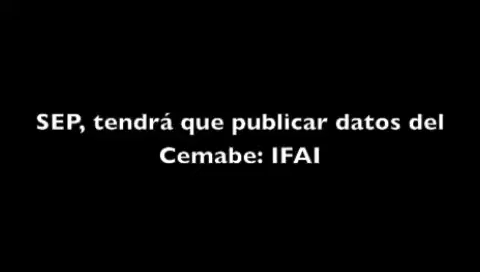 SEP, tendrá que publicar datos del
Cemabe: IFAI